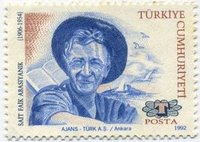 TÜRKİYE
CUMHURİYETİ
SAİT FAİK ABASIYANIK
(1906-1954)
T
POSTA
AJANS - TÜRK A.Ş. / Ankara
1992